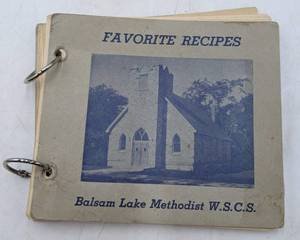 FAVORITE RECIPES
Balsam Lake Methodist W.S.C.S.